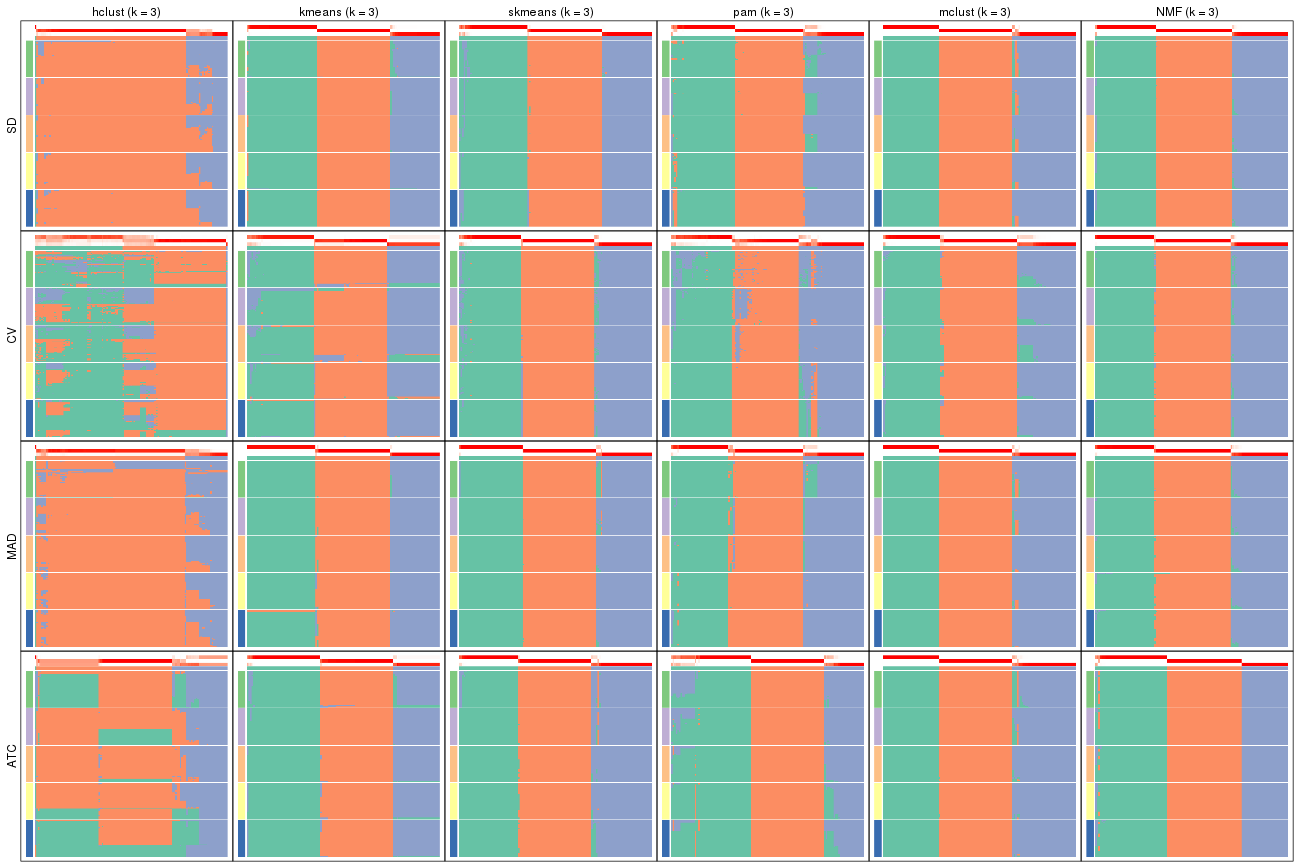 hclust (k = 3) kmeans (k = 3) skmeans (k = 3) pam (k = 3) mclust (k = 3) NMF (k = 3)
SD
CV
MAD
ATC